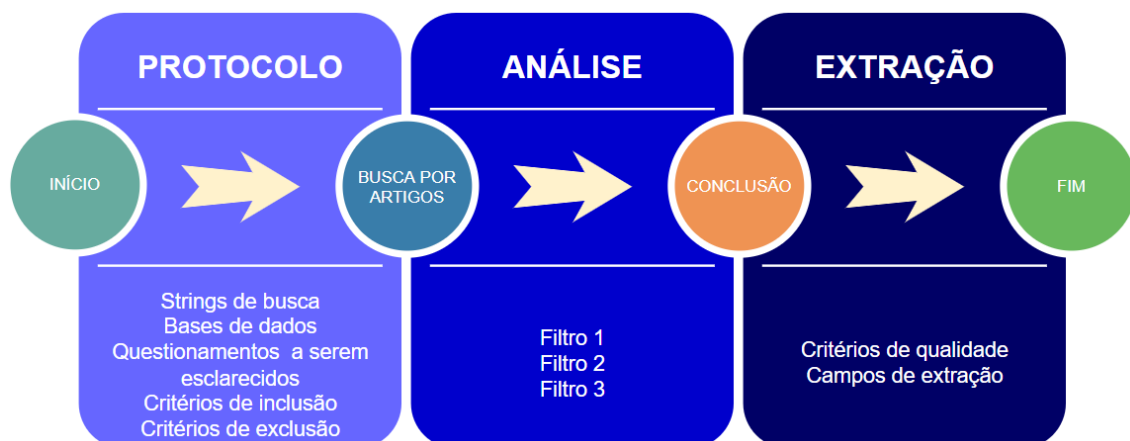 PROTOCOLO
ANÁLISE
EXTRAÇÃO
INÍCIO
BUSCA POR
ARTIGOS
CONCLUSÃO
FIM
Strings de busca
Bases de dados
Questionamentos a serem
esclarecidos
Critérios de inclusão
Critérios de exclusão
Filtro 1
Filtro 2
Filtro 3
Critérios de qualidade
Campos de extração